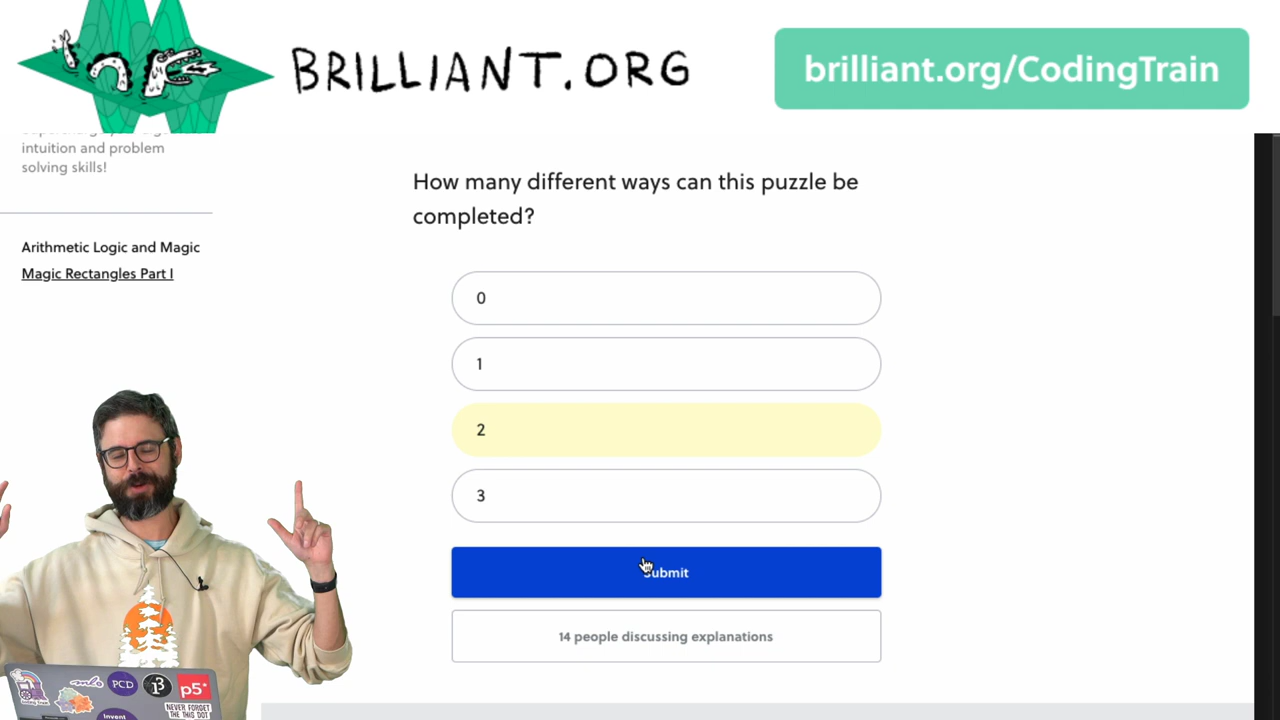 BRILLIANT.ORG
brilliant.org/CodingTrain
intuition and problem
solving skills!
Arithmetic Logic and Magic
Magic Rectangles Part I
How many different ways can this puzzle be
completed?
0
1
2
3
Submit
14 people discussing explanations
PCD
p5*
NEVER FORGET
THE THIS DOT
Invent